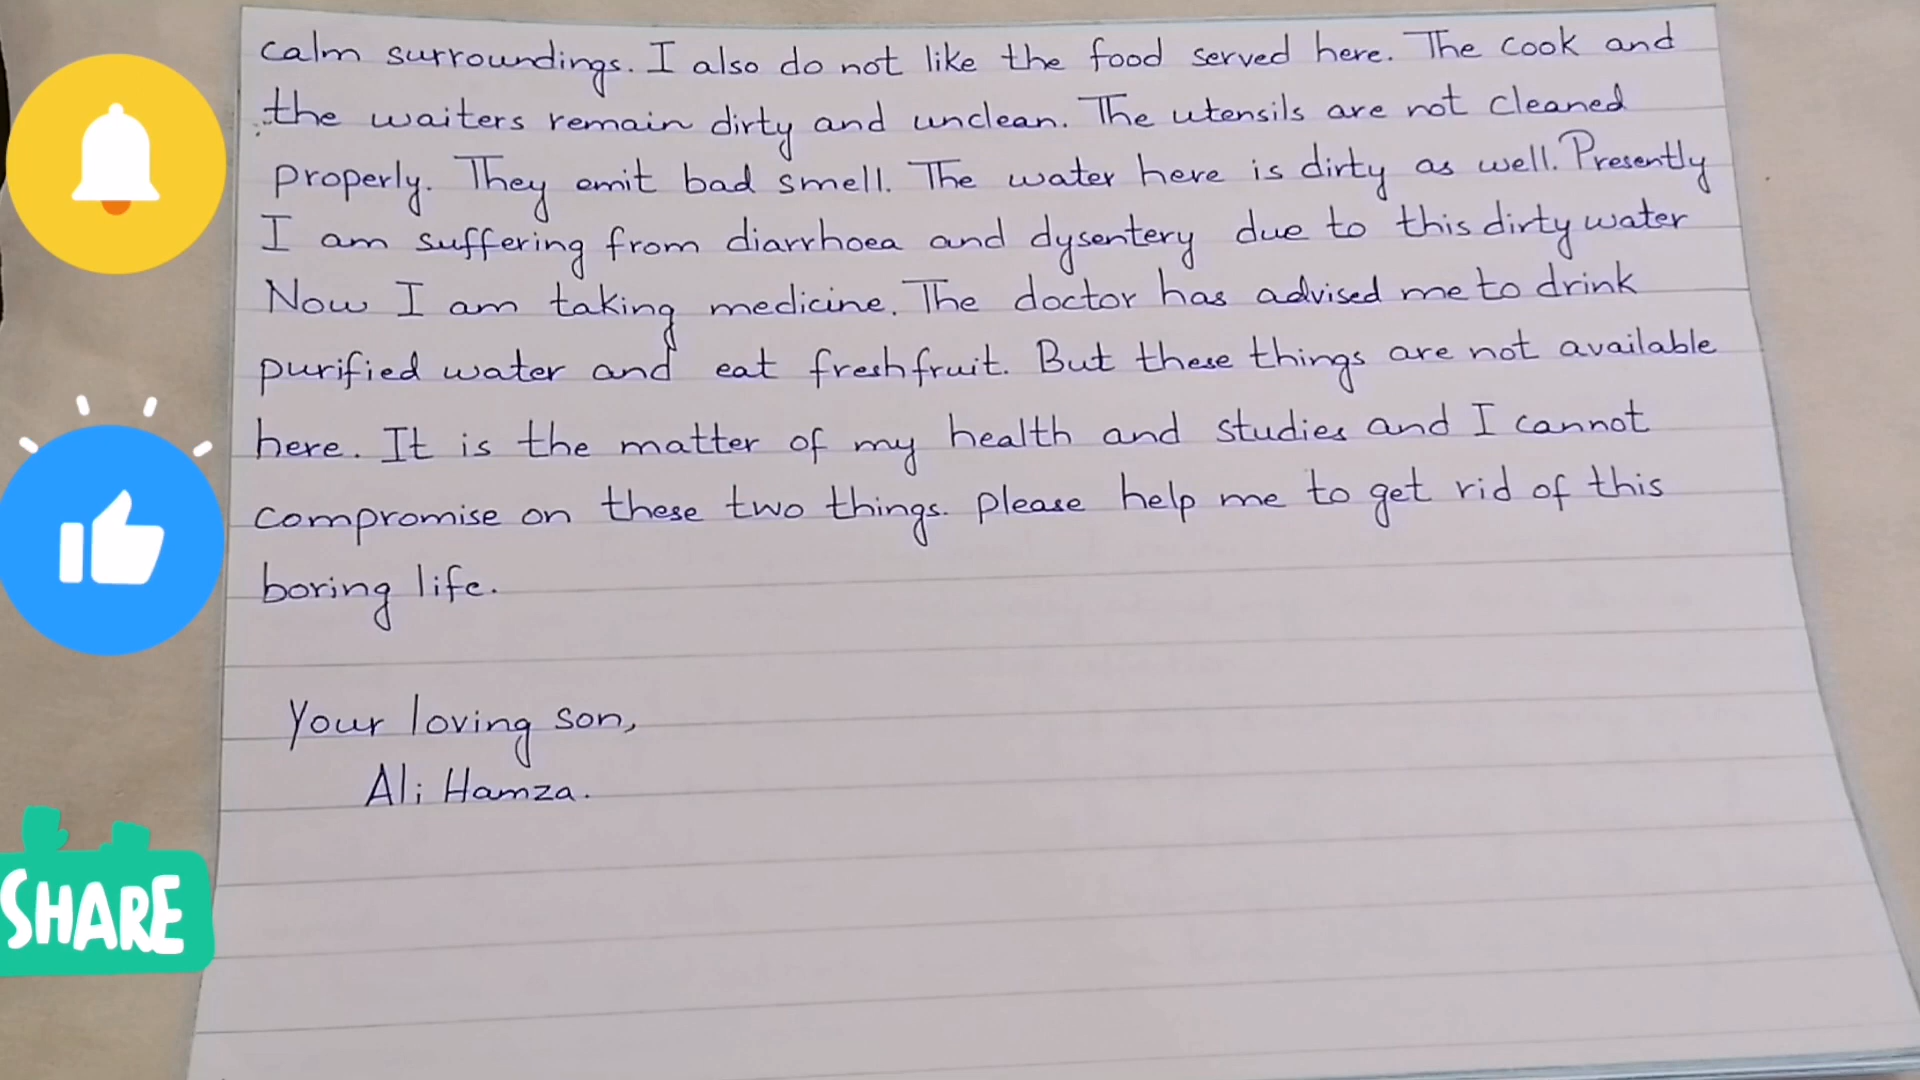 calm surroundings. I also do not like the food served here. The cook and
the waiters remain dirty and unclean. The utensils are not cleaned
properly. They emit bad smell. The water here is dirty as well. Presently
I am suffering from diarrhoea and dysentery due to this dirty water
Now I am taking medicine. The doctor has advised me to drink
purified water and eat fresh fruit. But these things are not available
here. It is the matter of my health and studies and I cannot
compromise on these two things. please help me to get rid of this
boring life.
Your loving son,
Ali Hamza.
SHARE